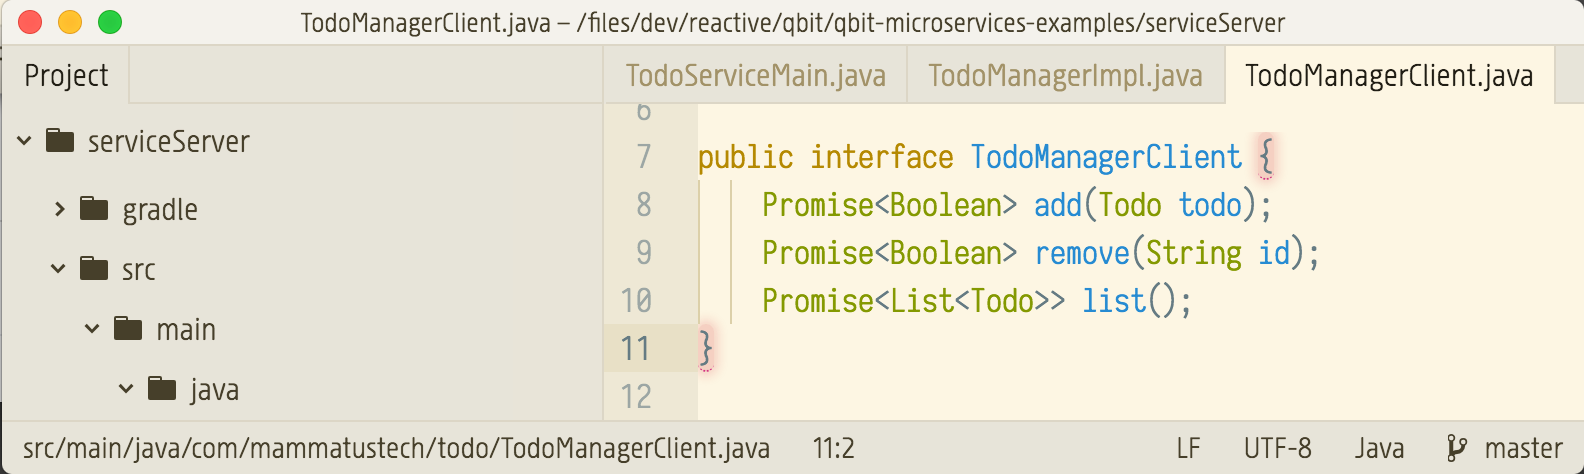 TodoManagerClient.java – /files/dev/reactive/qbit/qbit-microservices-examples/serviceServer
Project
TodoServiceMain.java
TodoManagerImpl.java
TodoManagerClient.java
serviceServer
gradle
src
main
java
6
7 public interface TodoManagerClient {
8 Promise<Boolean> add(Todo todo);
9 Promise<Boolean> remove(String id);
10 Promise<List<Todo>> list();
11 }
12
src/main/java/com/mammatustech/todo/TodoManagerClient.java 11:2 LF UTF-8 Java master